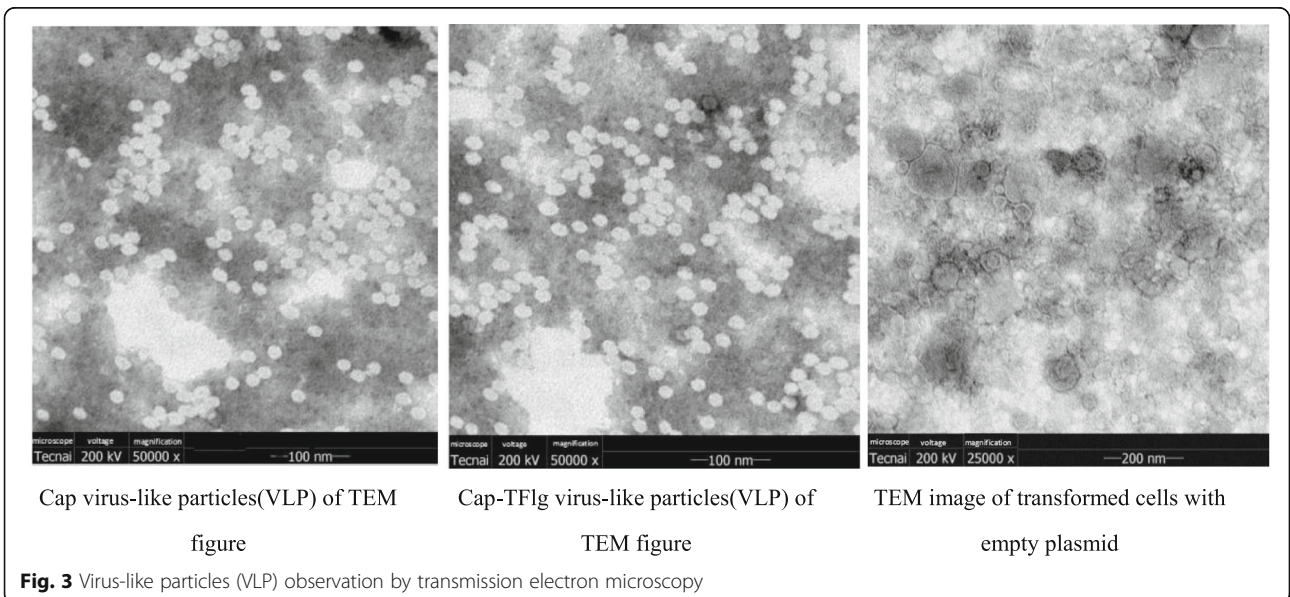 microscope voltage magnification
Tecnai 200 kV 50000 x —100 nm—
microscope voltage magnification
Tecnai 200 kV 50000 x —100 nm—
microscope voltage magnification
Tecnai 200 kV 25000 x —200 nm—
Cap virus-like particles(VLP) of TEM
figure
Cap-TFlg virus-like particles(VLP) of
TEM figure
TEM image of transformed cells with
empty plasmid
Fig. 3 Virus-like particles (VLP) observation by transmission electron microscopy